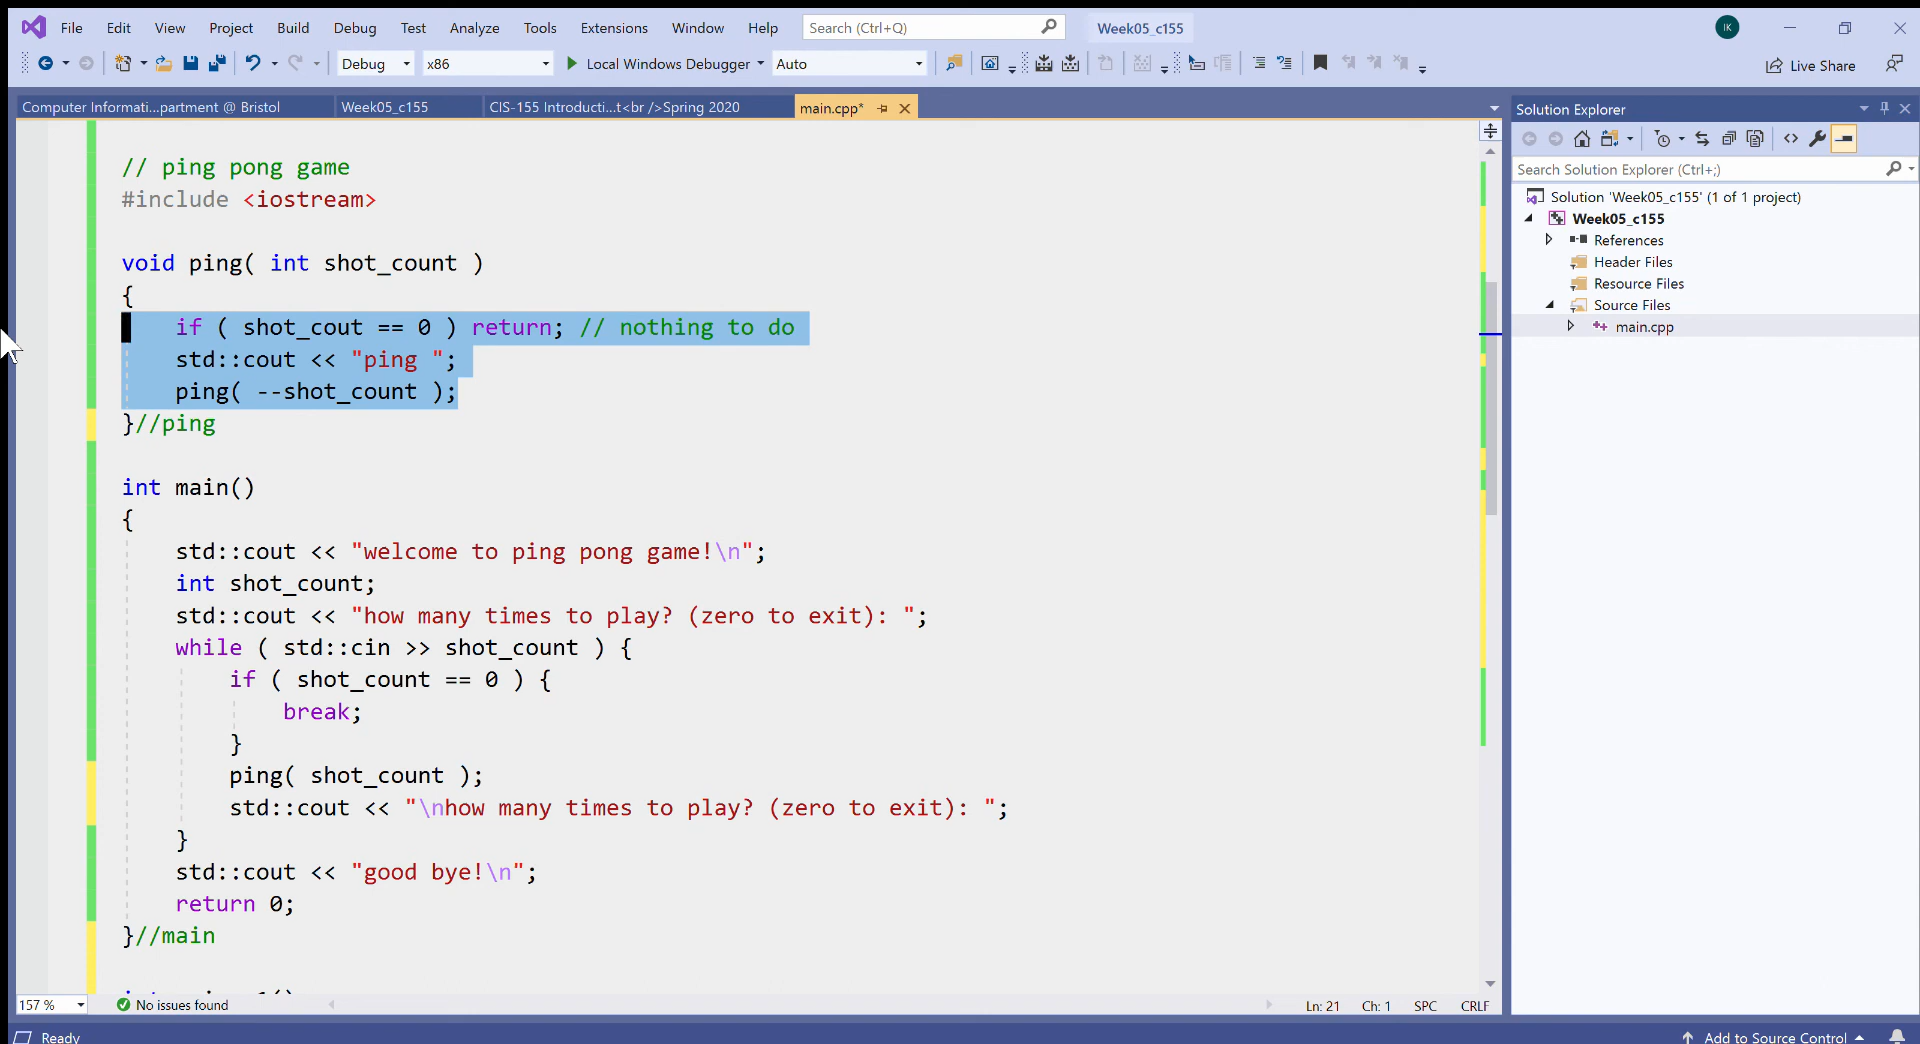 File Edit View Project Build Debug Test Analyze Tools Extensions Window Help Search (Ctrl+Q) Week05_c155 IK
Debug x86 Local Windows Debugger Auto Live Share
Computer Informati...partment @ Bristol Week05_c155 CIS-155 Introducti...t<br />Spring 2020 main.cpp*
// ping pong game
#include <iostream>
void ping( int shot_count )
{
if ( shot_cout == 0 ) return; // nothing to do
std::cout << "ping ";
ping( --shot_count );
}//ping
int main()
{
std::cout << "welcome to ping pong game!\n";
int shot_count;
std::cout << "how many times to play? (zero to exit): ";
while ( std::cin >> shot_count ) {
if ( shot_count == 0 ) {
break;
}
ping( shot_count );
std::cout << "\nhow many times to play? (zero to exit): ";
}
std::cout << "good bye!\n";
return 0;
}//main
157 % No issues found Ln: 21 Ch: 1 SPC CRLF
Solution Explorer
Search Solution Explorer (Ctrl+;)
Solution 'Week05_c155' (1 of 1 project)
Week05_c155
References
Header Files
Resource Files
Source Files
main.cpp
Ready Add to Source Control